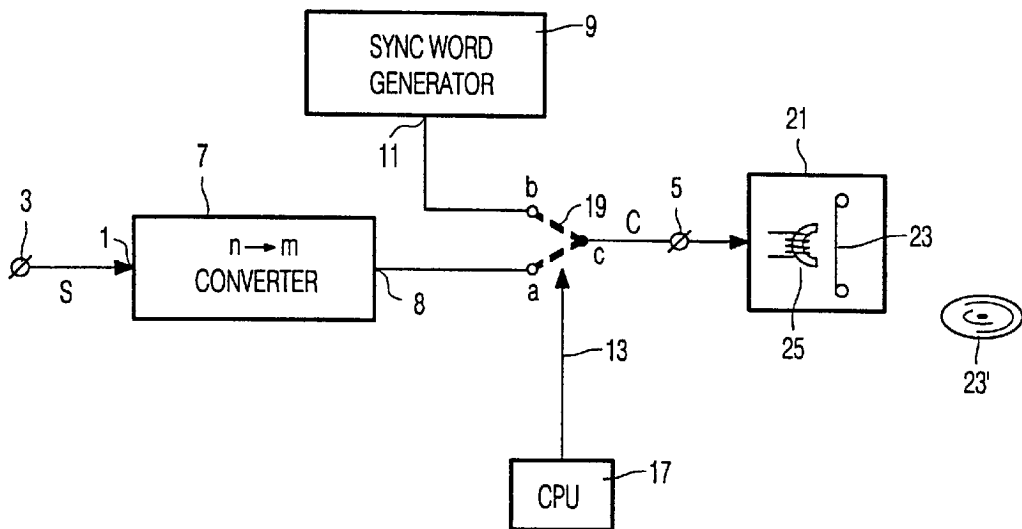 9
SYNC WORD
GENERATOR
11
21
7
3
1
n → m
CONVERTER
S
8
b
19
a
c
C
5
23
25
13
23'
CPU
17